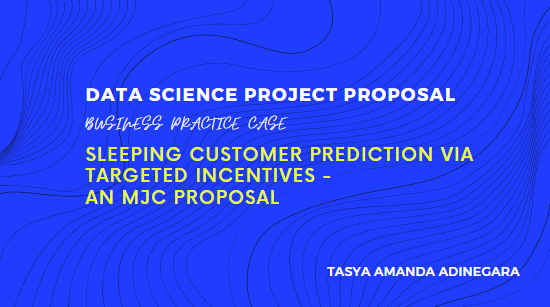 DATA SCIENCE PROJECT PROPOSAL
BUSINESS PRACTICE CASE
SLEEPING CUSTOMER PREDICTION VIA
TARGETED INCENTIVES -
AN MJC PROPOSAL
TASYA AMANDA ADINEGARA